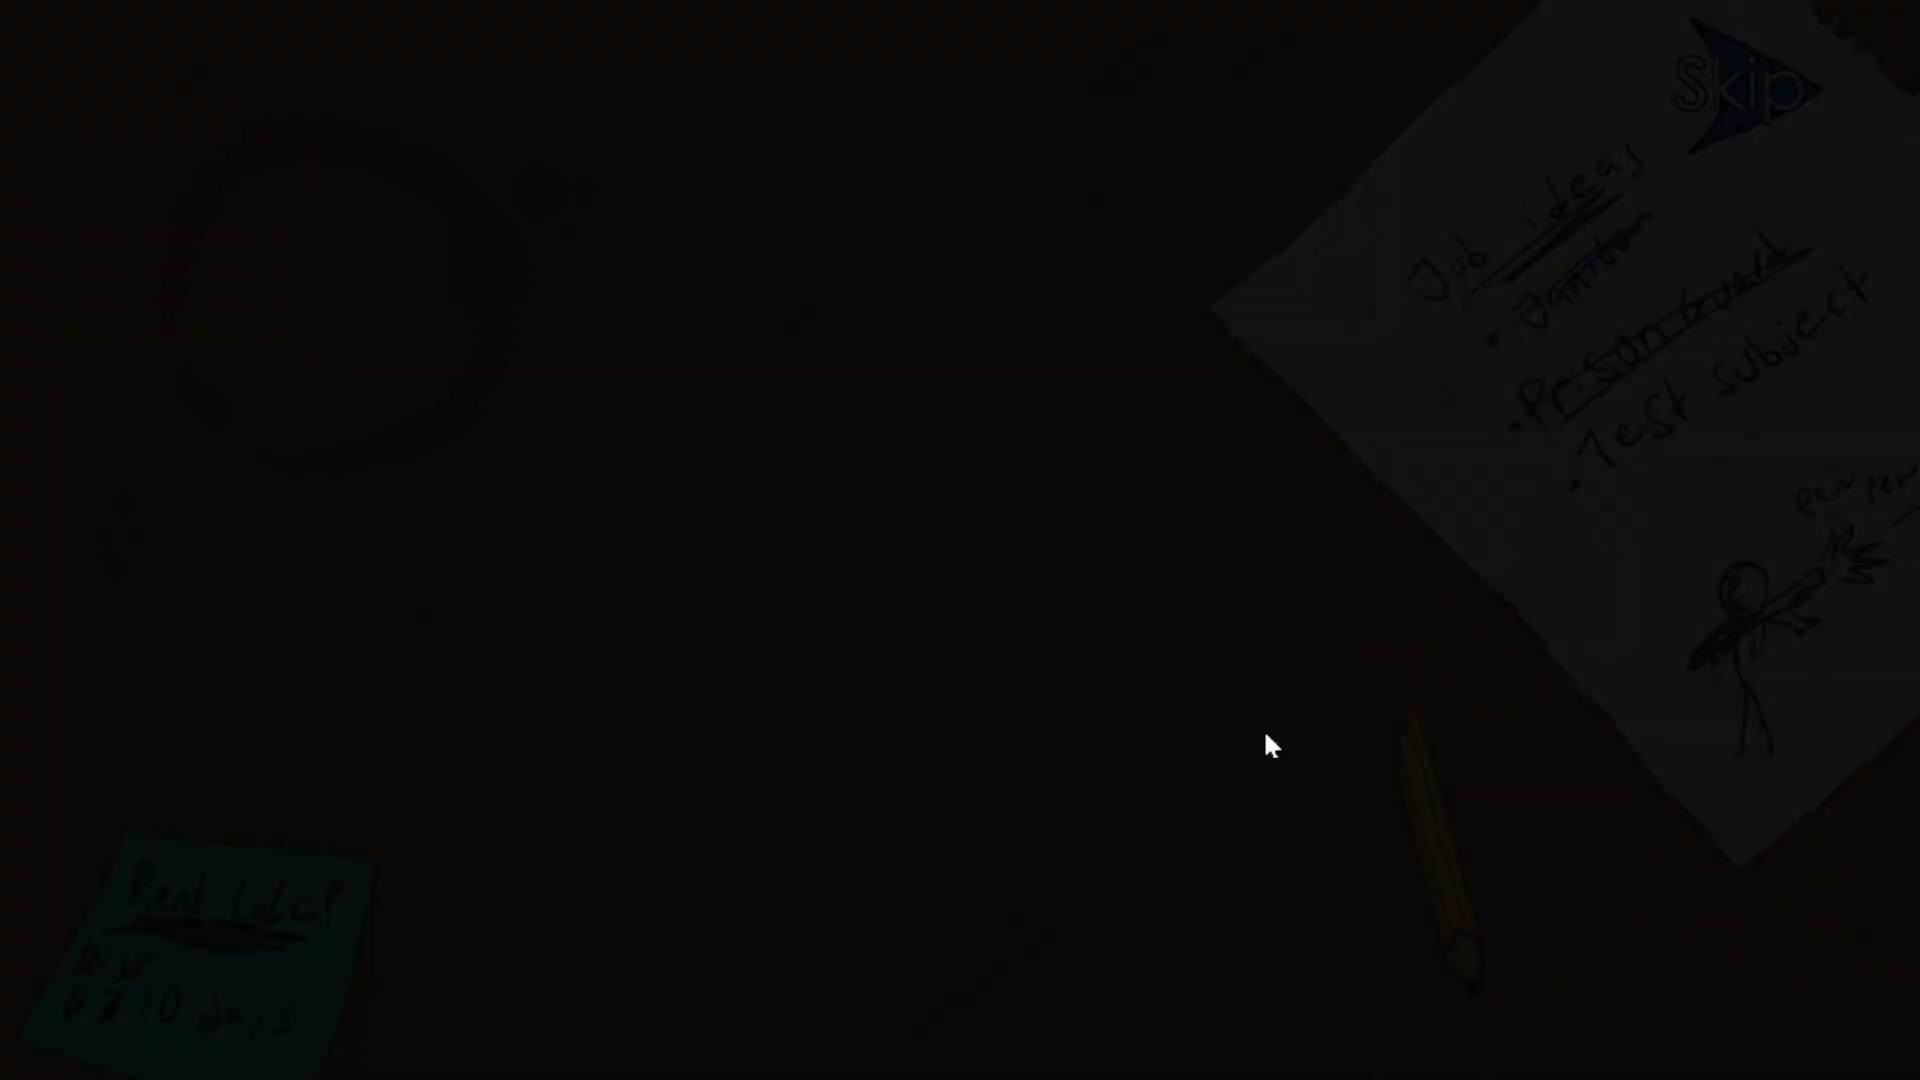 Skip
Job ideas
• Janitor
• Prison Guard
• Test subject
Rent Late!
10 days